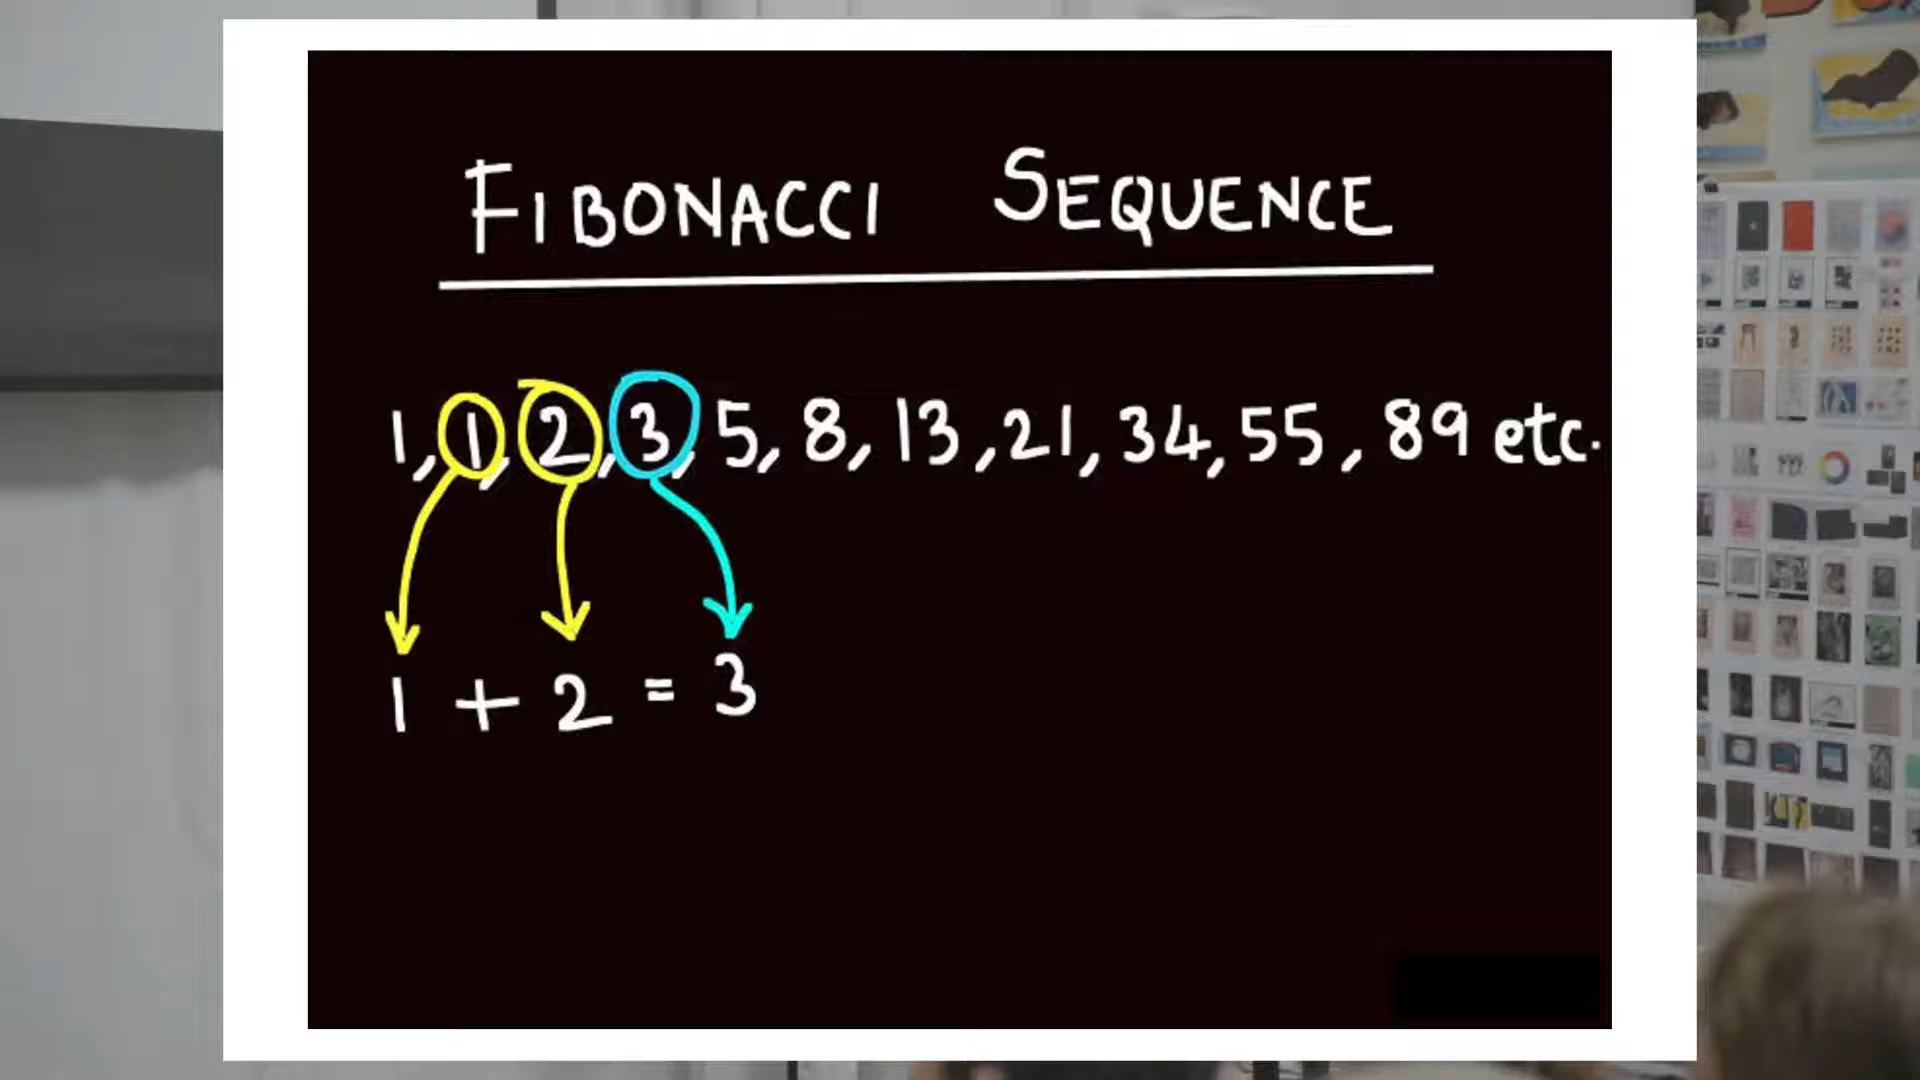 FIBONACCI SEQUENCE
1, 1, 2, 3, 5, 8, 13, 21, 34, 55, 89 etc.
1 + 2 = 3